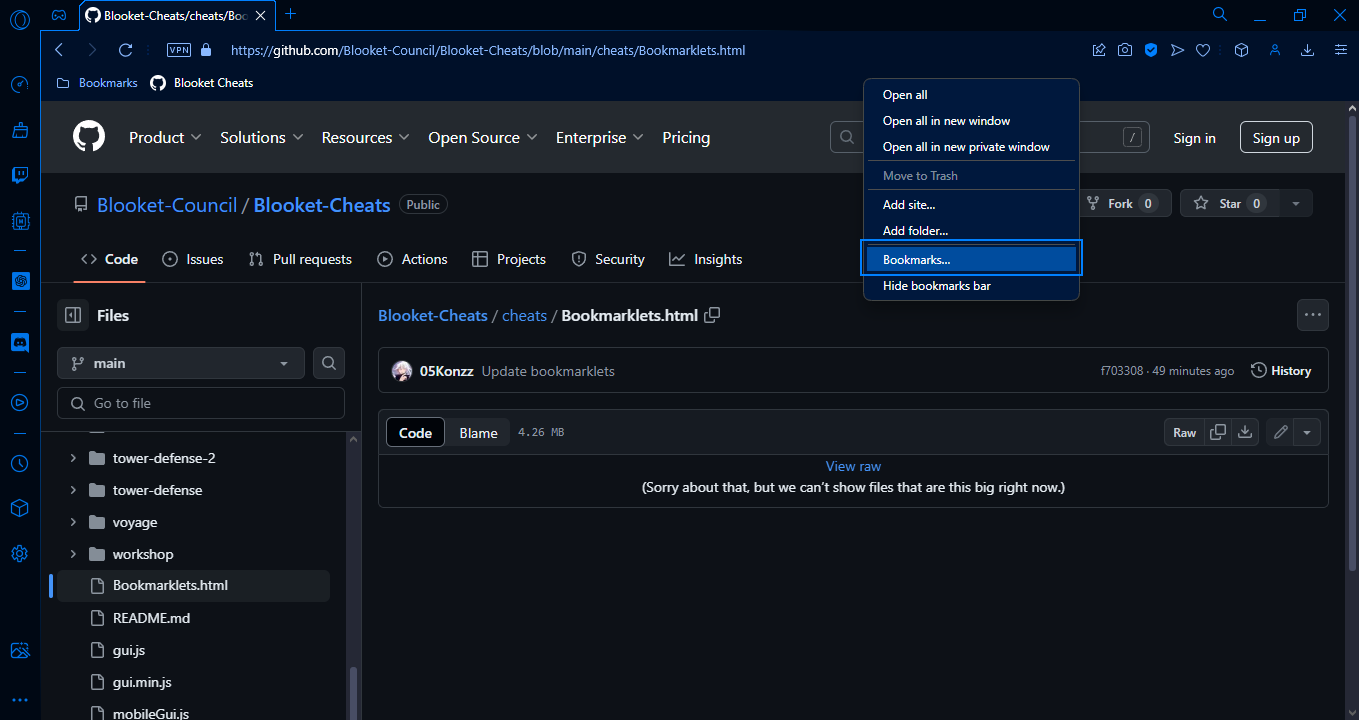 Blooket-Cheats/cheats/Boo
VPN
https://github.com/Blooket-Council/Blooket-Cheats/blob/main/cheats/Bookmarklets.html
Bookmarks
Blooket Cheats
Open all
Open all in new window
Open all in new private window
Move to Trash
Add site...
Add folder...
Bookmarks...
Hide bookmarks bar
Product
Solutions
Resources
Open Source
Enterprise
Pricing
/
Sign in
Sign up
Blooket-Council / Blooket-Cheats
Public
Fork 0
Star 0
Code
Issues
Pull requests
Actions
Projects
Security
Insights
Files
main
Go to file
tower-defense-2
tower-defense
voyage
workshop
Bookmarklets.html
README.md
gui.js
gui.min.js
mobileGui.js
Blooket-Cheats / cheats / Bookmarklets.html
05Konzz Update bookmarklets
f703308 · 49 minutes ago
History
Code
Blame
4.26 MB
Raw
View raw
(Sorry about that, but we can’t show files that are this big right now.)